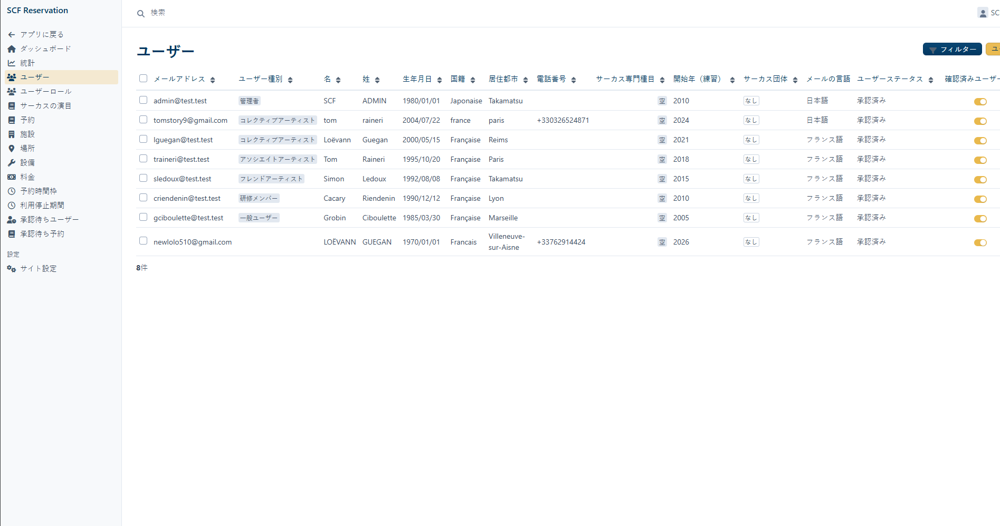 SCF Reservation
検索
SC
アプリに戻る
ダッシュボード
統計
ユーザー
ユーザーロール
サーカスの演目
予約
施設
場所
設備
料金
予約時間枠
利用停止期間
承認待ちユーザー
承認待ち予約
設定
サイト設定
ユーザー
フィルター
ユー
メールアドレス ユーザー種別 名 姓 生年月日 国籍 居住都市 電話番号 サーカス専門種目 開始年（練習） サーカス団体 メールの言語 ユーザーステータス 確認済みユーザー
admin@test.test 管理者 SCF ADMIN 1980/01/01 Japonaise Takamatsu 空 2010 なし 日本語 承認済み
tomstory9@gmail.com コレクティブアーティスト tom raineri 2004/07/22 france paris +330326524871 空 2024 なし 日本語 承認済み
lguegan@test.test コレクティブアーティスト Loëvann Guegan 2000/05/15 Française Reims 空 2021 なし フランス語 承認済み
traineri@test.test アソシエイトアーティスト Tom Raineri 1995/10/20 Française Paris 空 2018 なし フランス語 承認済み
sledoux@test.test フレンドアーティスト Simon Ledoux 1992/08/08 Française Takamatsu 空 2015 なし フランス語 承認済み
criendenin@test.test 研修メンバー Cacary Riendenin 1990/12/12 Française Lyon 空 2010 なし フランス語 承認済み
gciboulette@test.test 一般ユーザー Grobin Ciboulette 1985/03/30 Française Marseille 空 2005 なし フランス語 承認済み
newlolo510@gmail.com LOËVANN GUEGAN 1970/01/01 Francais Villeneuve-sur-Aisne +33762914424 空 2026 なし フランス語 承認済み
8件